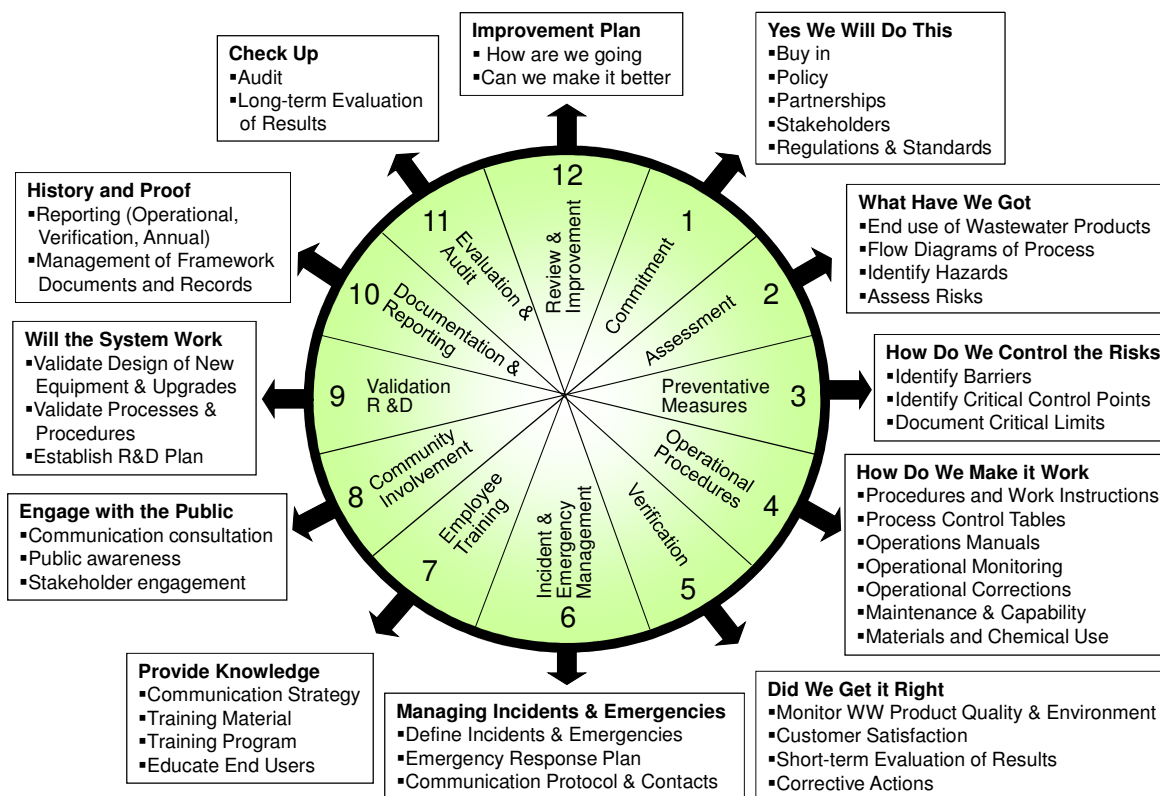 Improvement Plan
▪ How are we going
▪Can we make it better
Yes We Will Do This
▪Buy in
▪Policy
▪Partnerships
▪Stakeholders
▪Regulations & Standards
What Have We Got
▪End use of Wastewater Products
▪Flow Diagrams of Process
▪Identify Hazards
▪Assess Risks
How Do We Control the Risks
▪Identify Barriers
▪Identify Critical Control Points
▪Document Critical Limits
How Do We Make it Work
▪Procedures and Work Instructions
▪Process Control Tables
▪Operations Manuals
▪Operational Monitoring
▪Operational Corrections
▪Maintenance & Capability
▪Materials and Chemical Use
Did We Get it Right
▪Monitor WW Product Quality & Environment
▪Customer Satisfaction
▪Short-term Evaluation of Results
▪Corrective Actions
Managing Incidents & Emergencies
▪Define Incidents & Emergencies
▪Emergency Response Plan
▪Communication Protocol & Contacts
Provide Knowledge
▪Communication Strategy
▪Training Material
▪Training Program
▪Educate End Users
Engage with the Public
▪Communication consultation
▪Public awareness
▪Stakeholder engagement
Will the System Work
▪Validate Design of New
Equipment & Upgrades
▪Validate Processes &
Procedures
▪Establish R&D Plan
History and Proof
▪Reporting (Operational,
Verification, Annual)
▪Management of Framework
Documents and Records
Check Up
▪Audit
▪Long-term Evaluation
of Results
12
Review &
Improvement
1
Commitment
2
Assessment
3
Preventative
Measures
4
Operational
Procedures
5
Verification
6
Incident &
Emergency
Management
7
Employee
Training
8
Community
Involvement
9
Validation
R &D
10
Documentation &
Reporting
11
Evaluation &
Audit